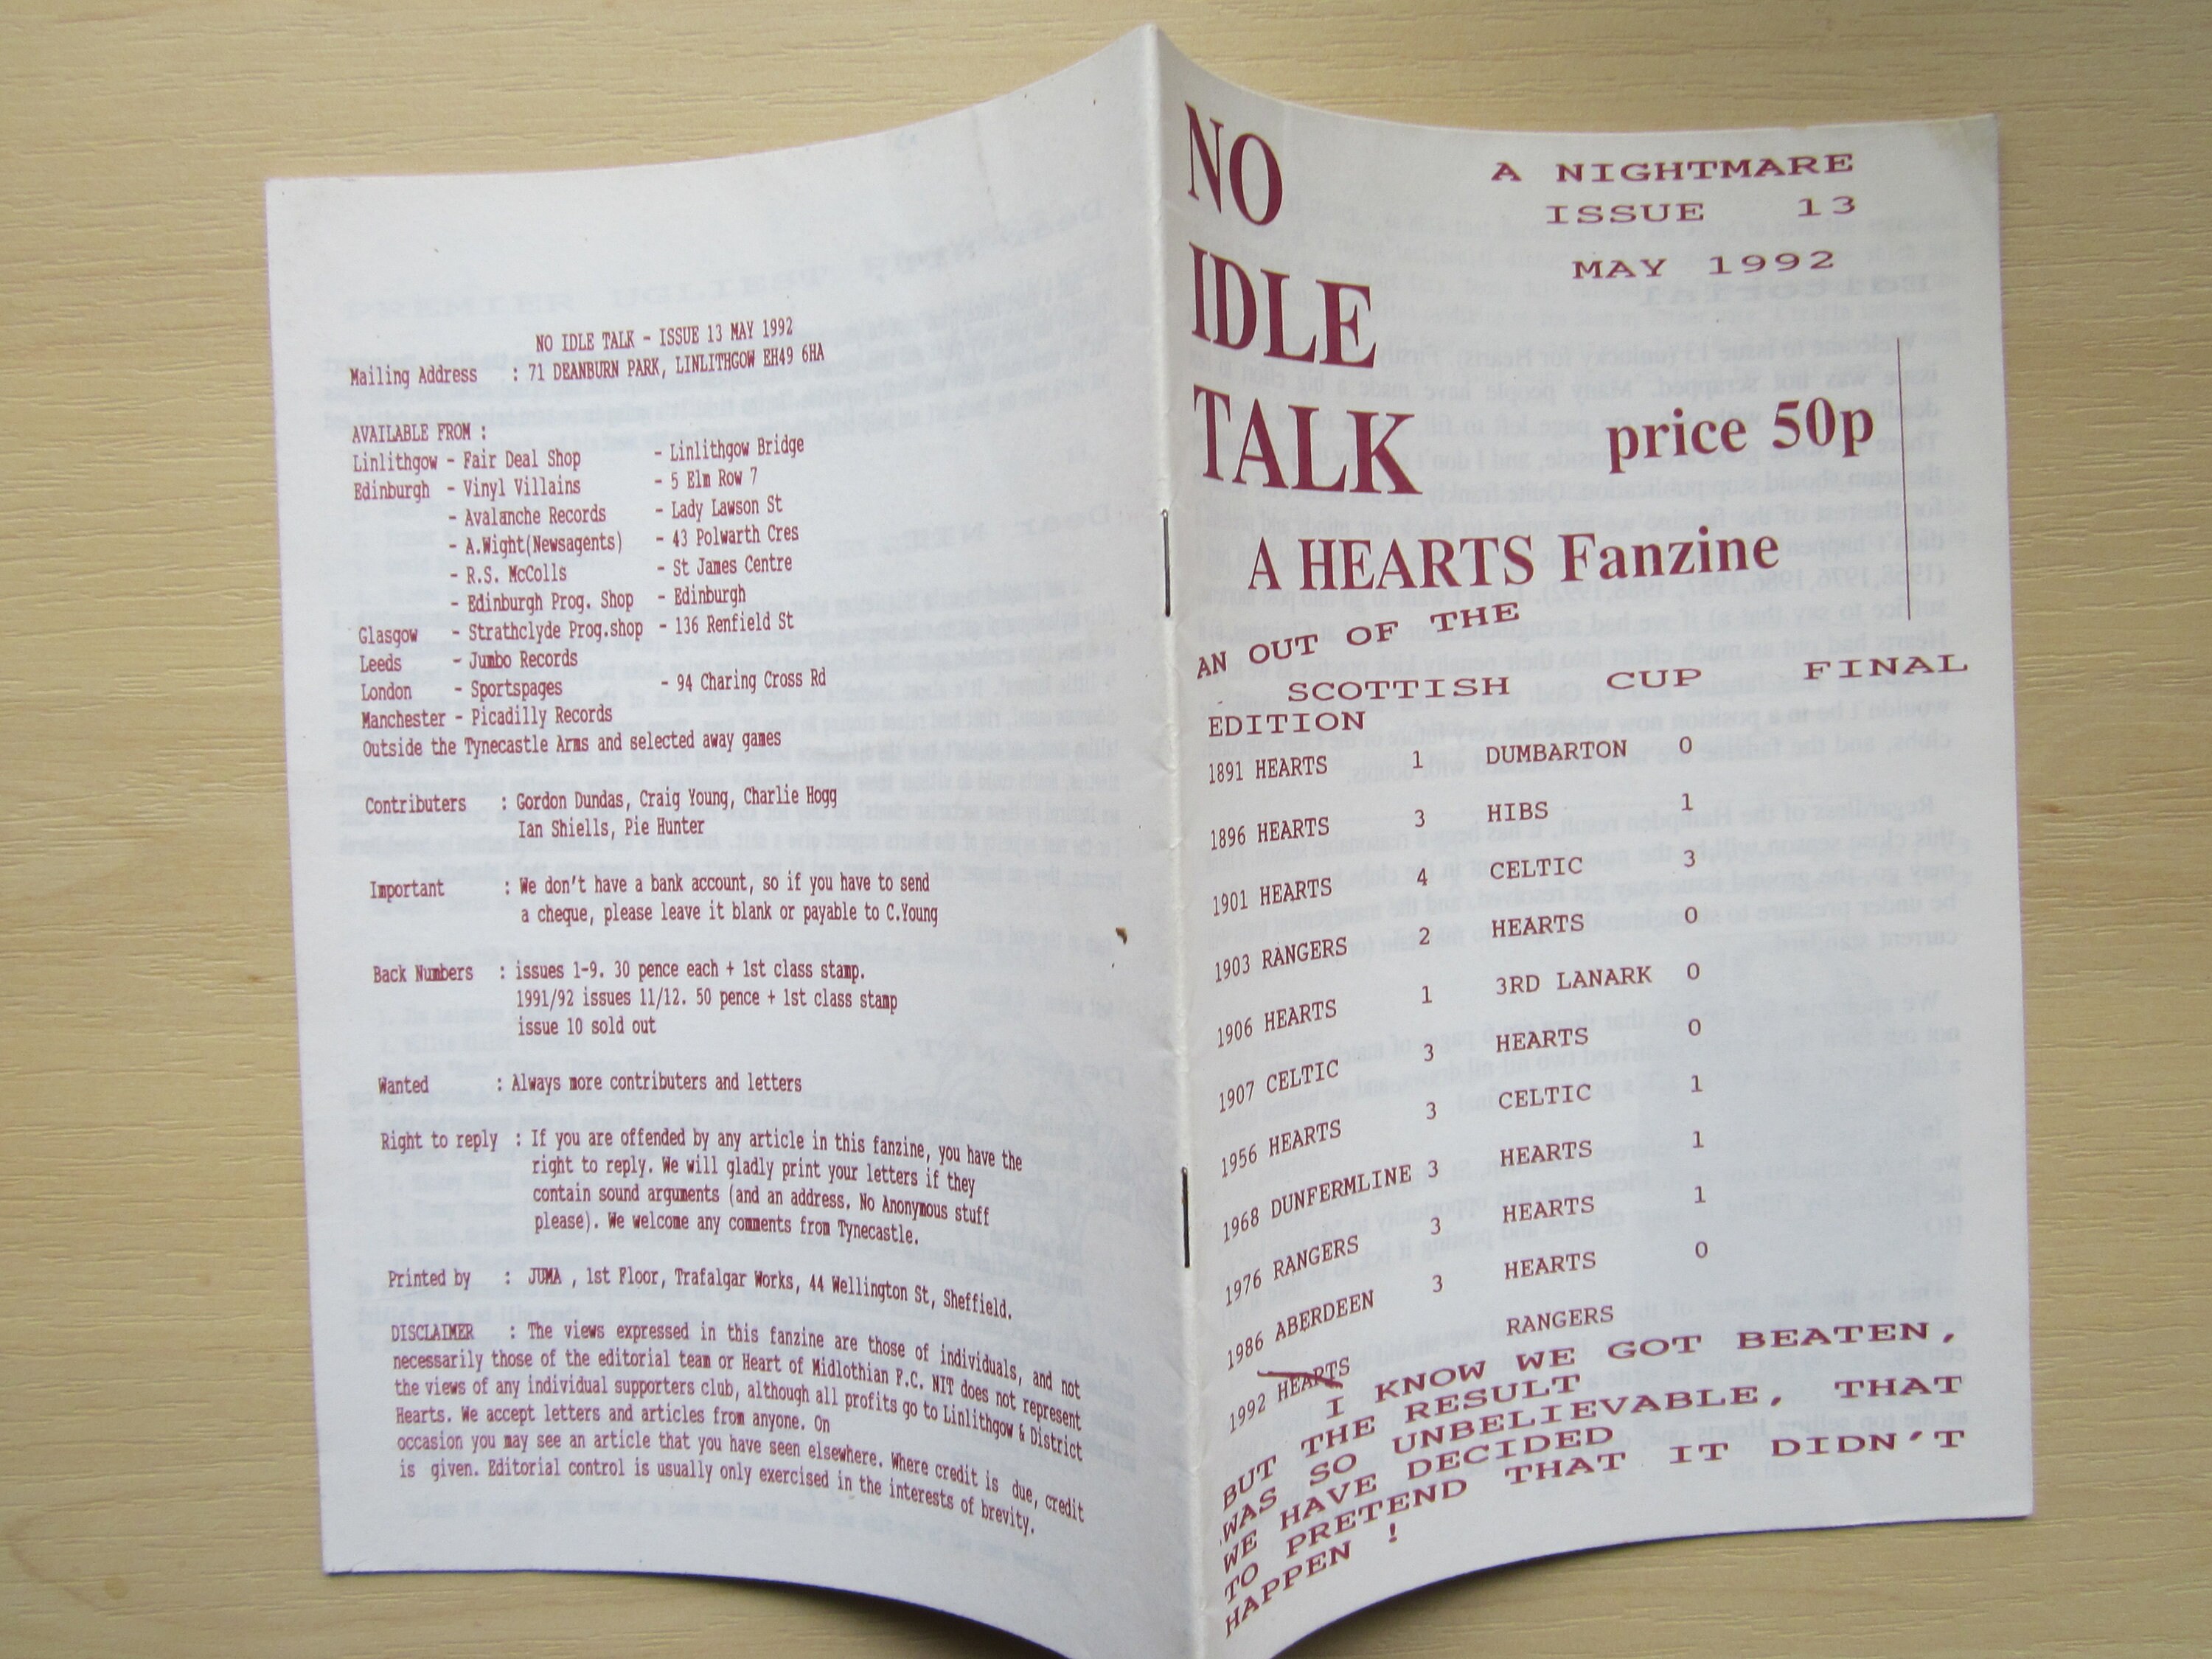 NO IDLE TALK - ISSUE 13 MAY 1992
Mailing Address : 71 DEANBURN PARK, LINLITHGOW EH49 6HA
AVAILABLE FROM :
Linlithgow - Fair Deal Shop - Linlithgow Bridge
Edinburgh - Vinyl Villains - 5 Elm Row 7
- Avalanche Records - Lady Lawson St
- A.Wight(Newsagents) - 43 Polwarth Cres
- R.S. McColls - St James Centre
- Edinburgh Prog. Shop - Edinburgh
Glasgow - Strathclyde Prog.shop - 136 Renfield St
Leeds - Jumbo Records
London - Sportspages - 94 Charing Cross Rd
Manchester - Picadilly Records
Outside the Tynecastle Arms and selected away games
Contributers : Gordon Dundas, Craig Young, Charlie Hogg
Ian Shiells, Pie Hunter
Important : We don't have a bank account, so if you have to send
a cheque, please leave it blank or payable to C.Young
Back Numbers : issues 1-9. 30 pence each + 1st class stamp.
1991/92 issues 11/12. 50 pence + 1st class stamp
issue 10 sold out
Wanted : Always more contributers and letters
Right to reply : If you are offended by any article in this fanzine, you have the
right to reply. We will gladly print your letters if they
contain sound arguments (and an address. No Anonymous stuff
please). We welcome any comments from Tynecastle.
Printed by : JUMA , 1st Floor, Trafalgar Works, 44 Wellington St, Sheffield.
DISCLAIMER : The views expressed in this fanzine are those of individuals, and not
necessarily those of the editorial team or Heart of Midlothian F.C. NIT does not represent
the views of any individual supporters club, although all profits go to Linlithgow & District
Hearts. We accept letters and articles from anyone. On
occasion you may see an article that you have seen elsewhere. Where credit is due, credit
is given. Editorial control is usually only exercised in the interests of brevity.
NO
IDLE
TALK
A NIGHTMARE
ISSUE 13
MAY 1992
price 50p
A HEARTS Fanzine
AN OUT OF THE
SCOTTISH CUP FINAL
EDITION
1891 HEARTS 1 DUMBARTON 0
1896 HEARTS 3 HIBS 1
1901 HEARTS 4 CELTIC 3
1903 RANGERS 2 HEARTS 0
1906 HEARTS 1 3RD LANARK 0
1907 CELTIC 3 HEARTS 0
1956 HEARTS 3 CELTIC 1
1968 DUNFERMLINE 3 HEARTS 1
1976 RANGERS 3 HEARTS 1
1986 ABERDEEN 3 HEARTS 0
1992 HEARTS RANGERS
I KNOW WE GOT BEATEN,
BUT THE RESULT
WAS SO UNBELIEVABLE, THAT
WE HAVE DECIDED
TO PRETEND THAT IT DIDN'T
HAPPEN !